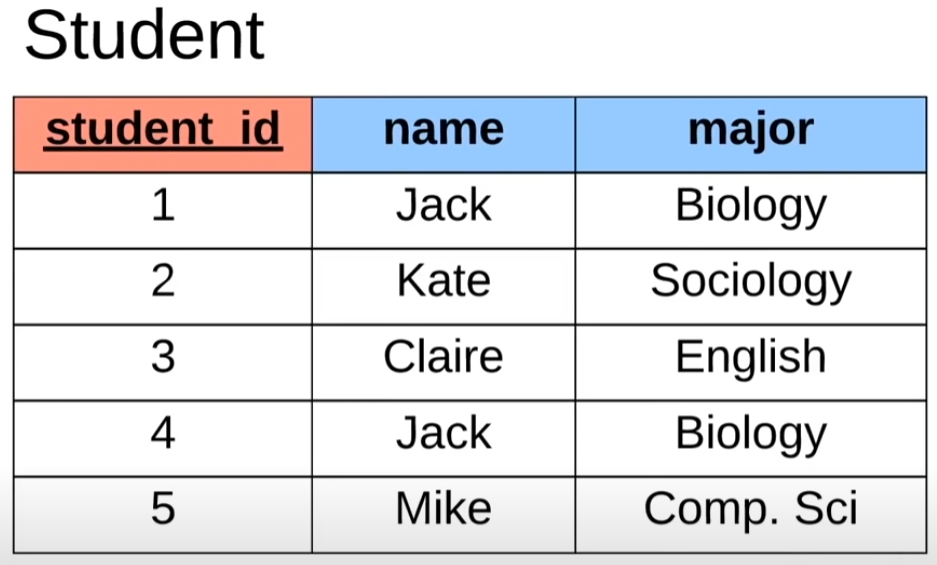 Student
student_id name major
1 Jack Biology
2 Kate Sociology
3 Claire English
4 Jack Biology
5 Mike Comp. Sci